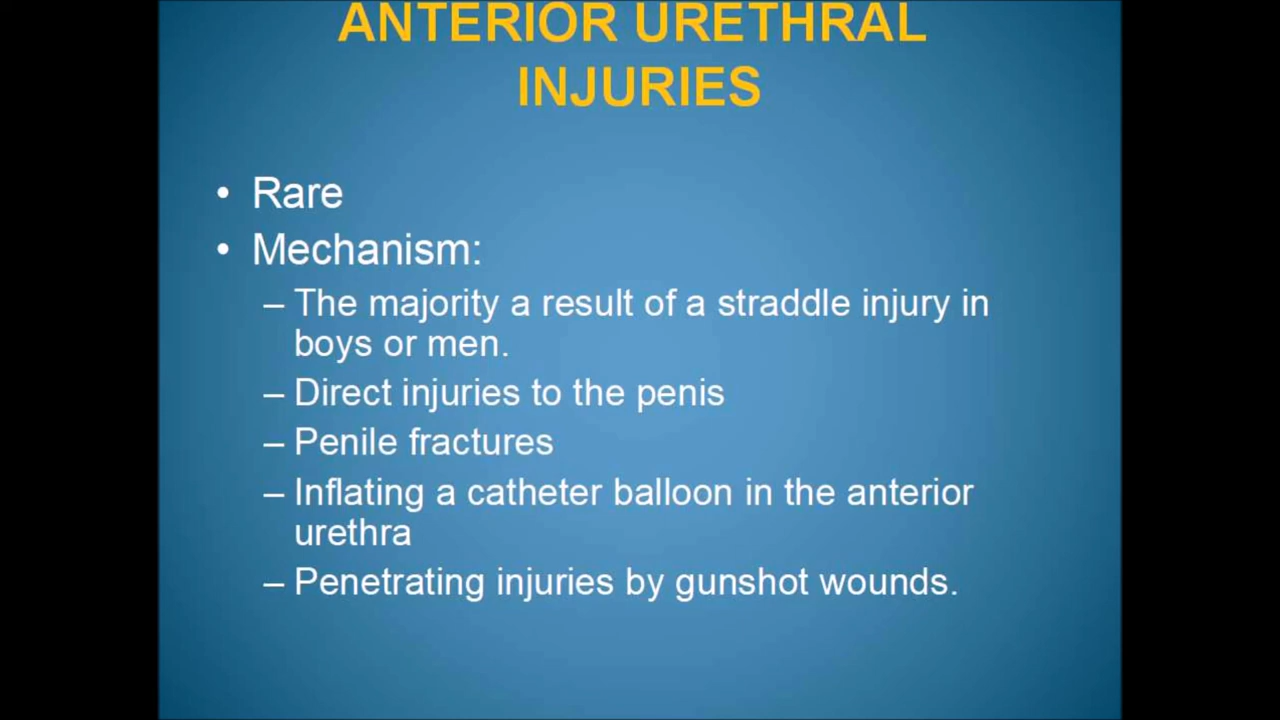 ANTERIOR URETHRAL
INJURIES
• Rare
• Mechanism:
– The majority a result of a straddle injury in
boys or men.
– Direct injuries to the penis
– Penile fractures
– Inflating a catheter balloon in the anterior
urethra
– Penetrating injuries by gunshot wounds.